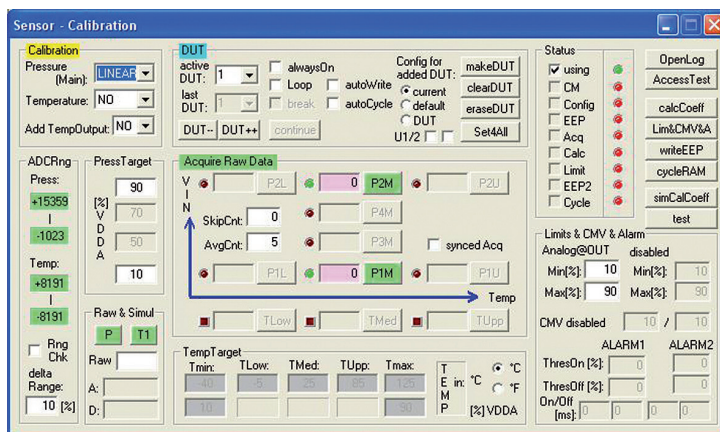 Sensor - Calibration
Calibration
Pressure (Main): LINEAR
Temperature: NO
Add TempOutput: NO
DUT
active DUT: 1
last DUT: 1
DUT-- DUT++ continue
alwaysOn
Loop autoWrite
break autoCycle
Config for added DUT:
current
default
DUT
U1/2
makeDUT
clearDUT
eraseDUT
Set4All
Status
using
CM
Config
EEP
Acq
Calc
Limit
EEP2
Cycle
OpenLog
AccessTest
calcCoeff
Lim&CMV&A
writeEEP
cycleRAM
simCalCoeff
test
ADCRng
Press:
+15359
-1023
Temp:
+8191
-8191
Rng Chk
delta Range:
10 [%]
PressTarget
[%] VDDA
90
70
50
10
Raw & Simul
P T1
Raw
A:
D:
Acquire Raw Data
VIN
P2L 0 P2M P2U
SkipCnt: 0 P4M
AvgCnt: 5 P3M synced Acq
P1L 0 P1M P1U
Temp
TLow TMed TUpp
TempTarget
Tmin: TLow: TMed: TUpp: Tmax:
-40 -5 25 85 125
10 90
TEMP in: °C
°C
°F
[%]VDDA
Limits & CMV & Alarm
Analog@OUT disabled
Min[%]: 10 Min[%]: 10
Max[%]: 90 Max[%]: 90
CMV disabled 10 / 10
ALARM1 ALARM2
ThresOn [%]: 0 0
ThresOff [%]: 0 0
On/Off [ms]: 0 0 0 0